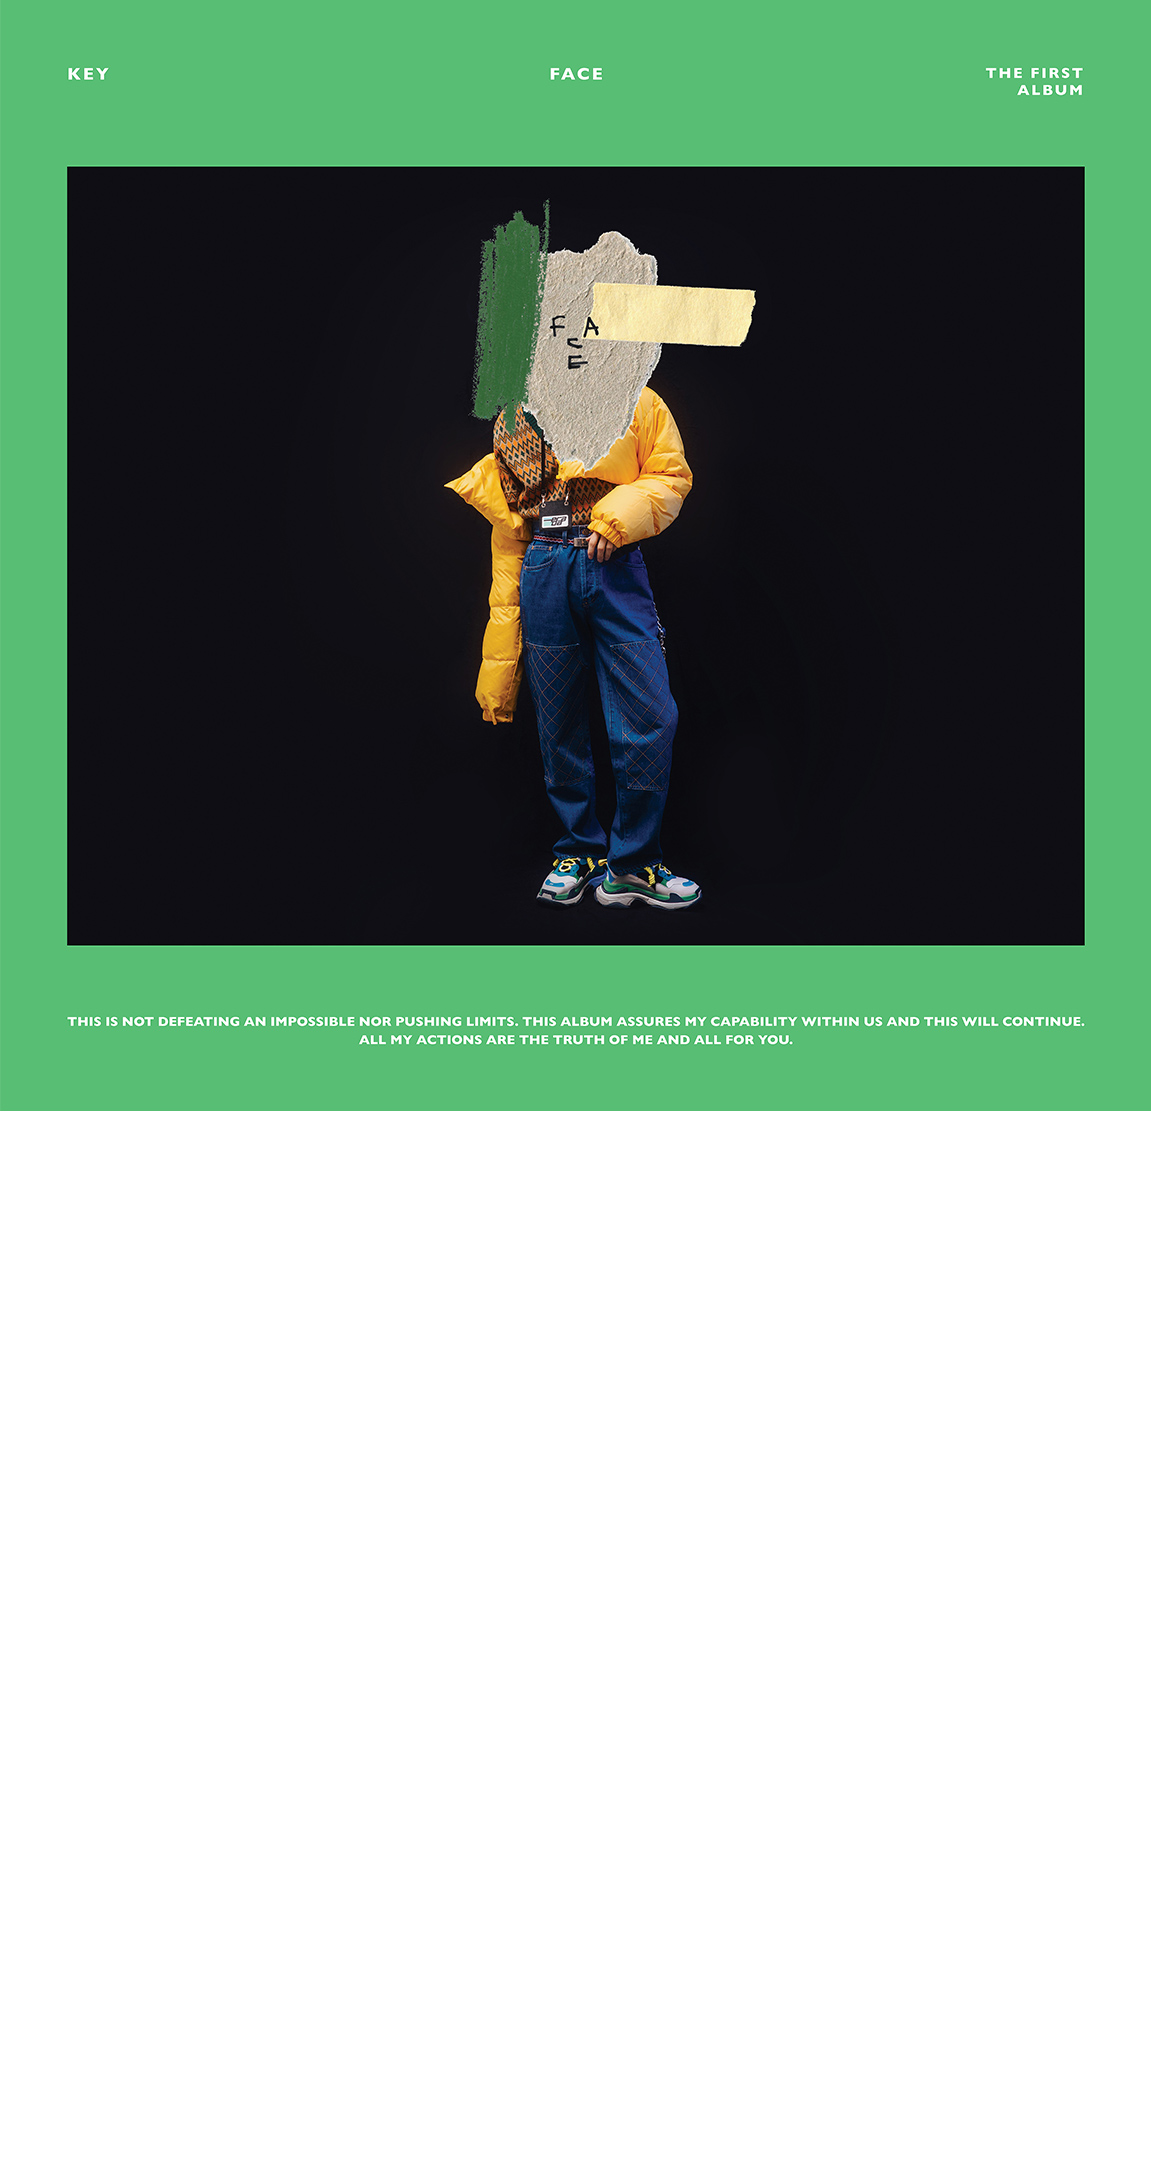 KEY
FACE
THE FIRST
ALBUM
F A
C
E
THIS IS NOT DEFEATING AN IMPOSSIBLE NOR PUSHING LIMITS. THIS ALBUM ASSURES MY CAPABILITY WITHIN US AND THIS WILL CONTINUE.
ALL MY ACTIONS ARE THE TRUTH OF ME AND ALL FOR YOU.